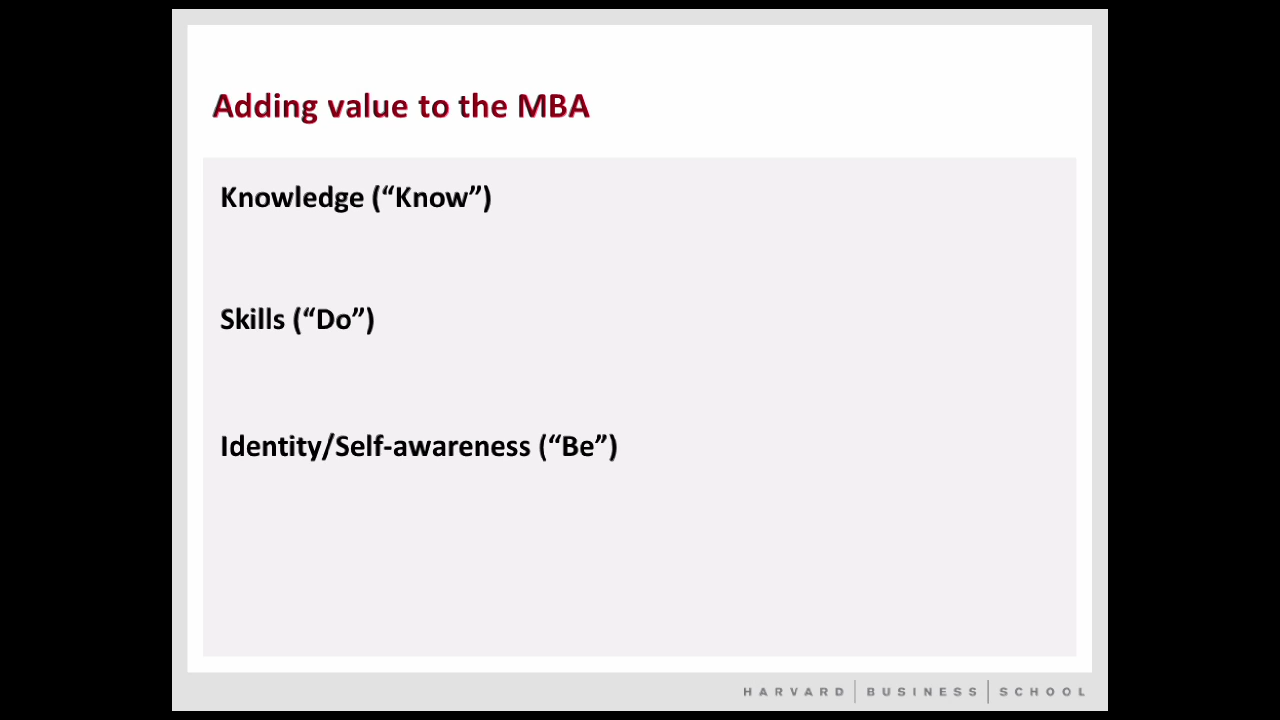 Adding value to the MBA
Knowledge (“Know”)
Skills (“Do”)
Identity/Self-awareness (“Be”)
HARVARD | BUSINESS | SCHOOL